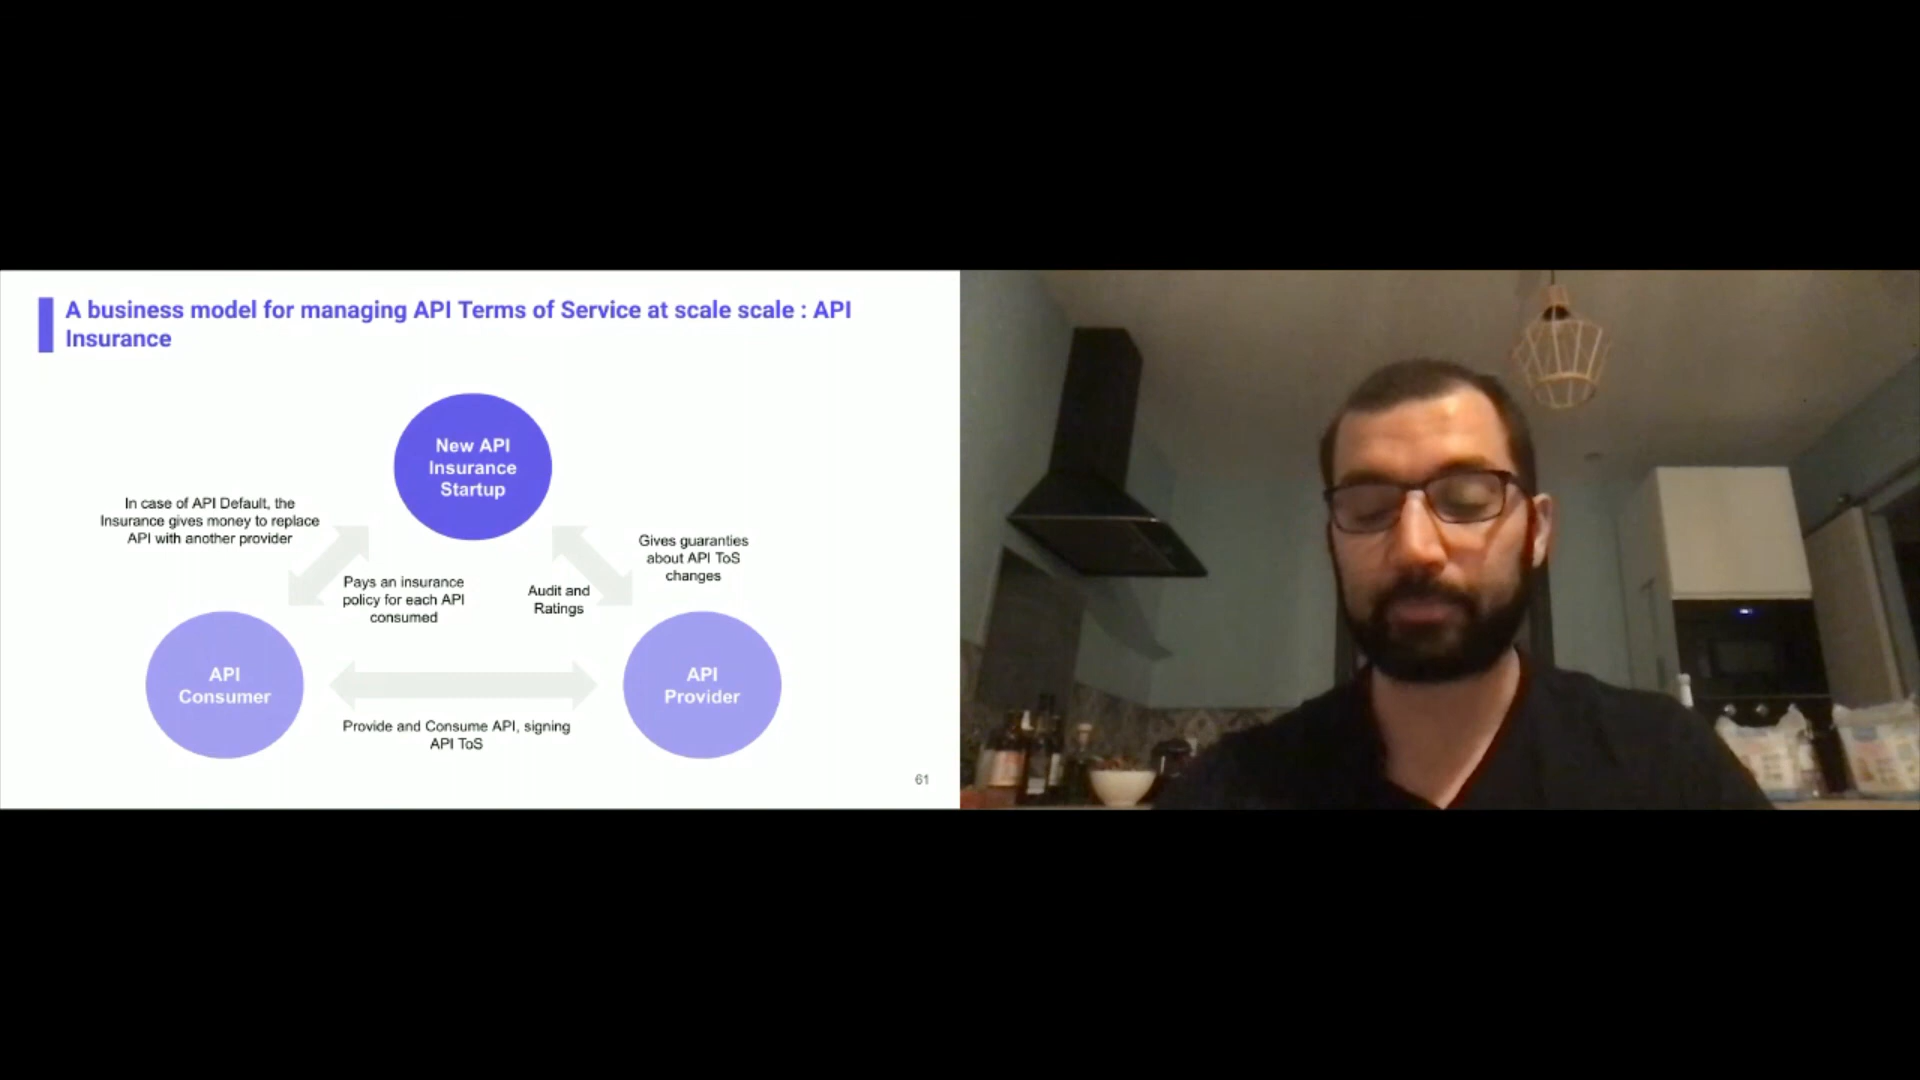 A business model for managing API Terms of Service at scale scale : API
Insurance
New API
Insurance
Startup
In case of API Default, the
Insurance gives money to replace
API with another provider
Gives guaranties
about API ToS
changes
Pays an insurance
policy for each API
consumed
Audit and
Ratings
API
Consumer
API
Provider
Provide and Consume API, signing
API ToS
61